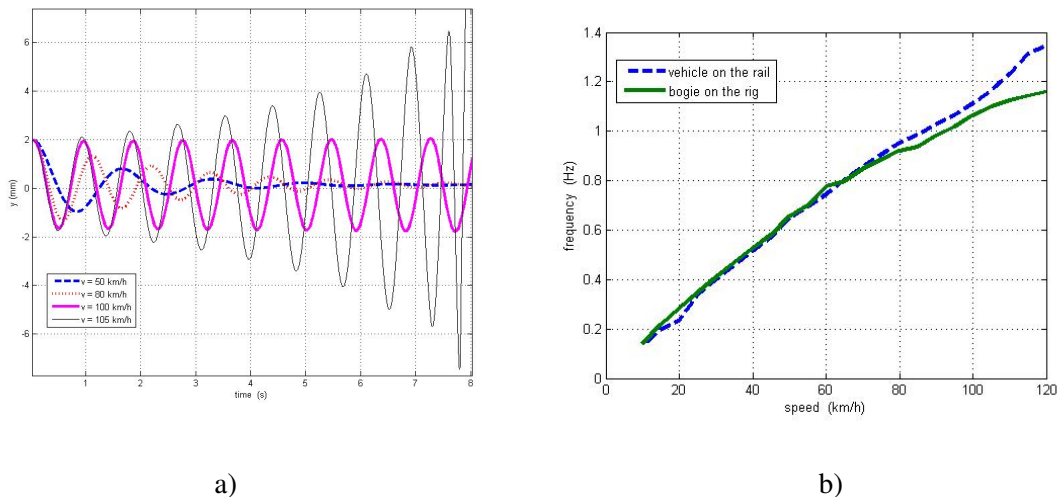 6
4
2
0
-2
-4
-6
y (mm)
v = 50 km/h
v = 80 km/h
v = 100 km/h
v = 105 km/h
1 2 3 4 5 6 7 8
time (s)
a)
1.4
1.2
1
0.8
0.6
0.4
0.2
0
frequency (Hz)
vehicle on the rail
bogie on the rig
0 20 40 60 80 100 120
speed (km/h)
b)